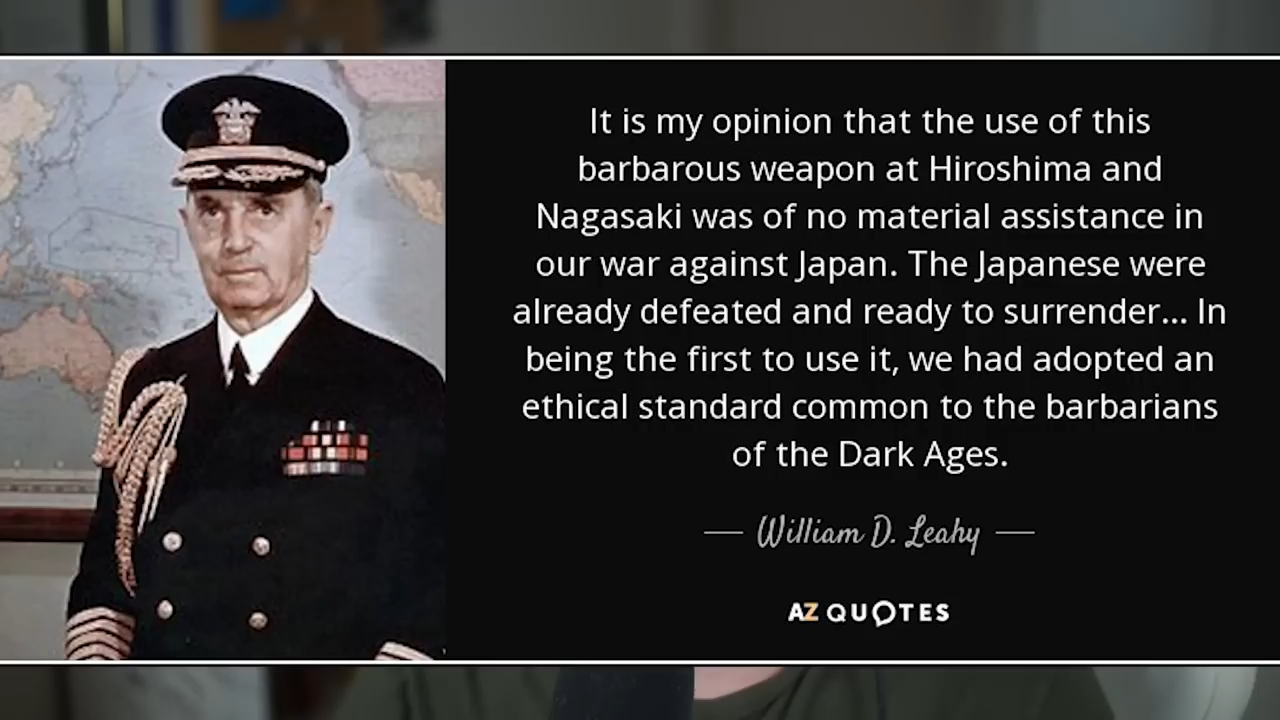 It is my opinion that the use of this
barbarous weapon at Hiroshima and
Nagasaki was of no material assistance in
our war against Japan. The Japanese were
already defeated and ready to surrender... In
being the first to use it, we had adopted an
ethical standard common to the barbarians
of the Dark Ages.
— William D. Leahy —
AZ QUOTES